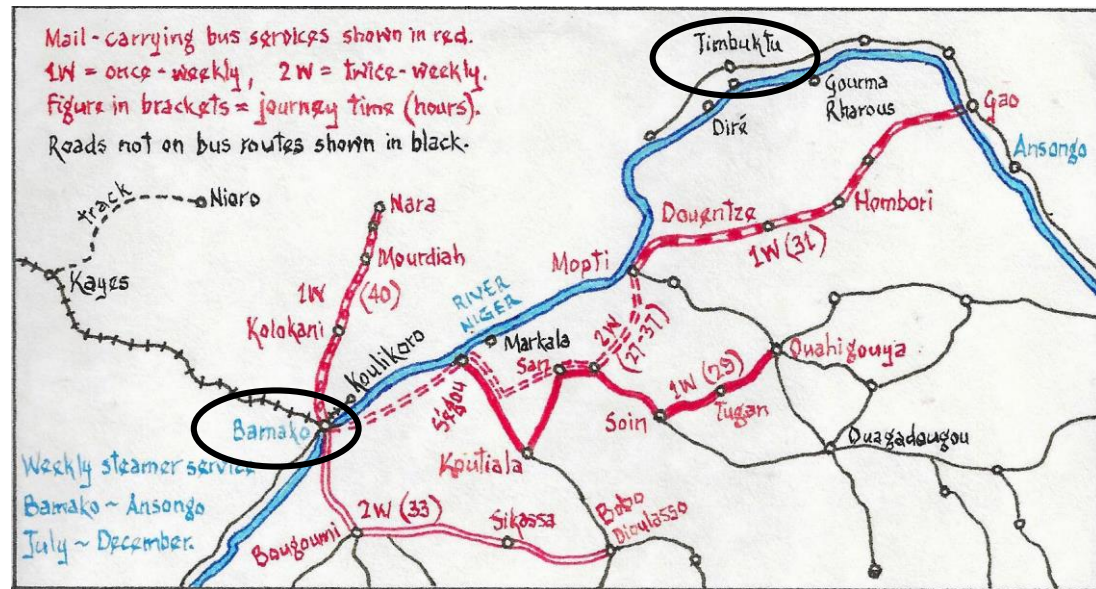 Mail-carrying bus services shown in red.
1W = once-weekly, 2W = twice-weekly.
Figure in brackets = journey time (hours).
Roads not on bus routes shown in black.
Timbuktu
Gourma
Rharous
Diré
Gao
Ansongo
track
Nioro
Nara
Douentze
Hombori
Mourdiah
Mopti
1W (31)
Kayes
1W
(40)
RIVER
NIGER
Kolokani
Koulikoro
Markala
San
2W
(27-37)
Ouahigouya
1W (29)
Ségou
Tugan
Soin
Bamako
Ouagadougou
Koutiala
Weekly steamer service
Bamako ~ Ansongo
July ~ December.
2W (33)
Bougoumi
Sikassa
Bobo
Dioulasso